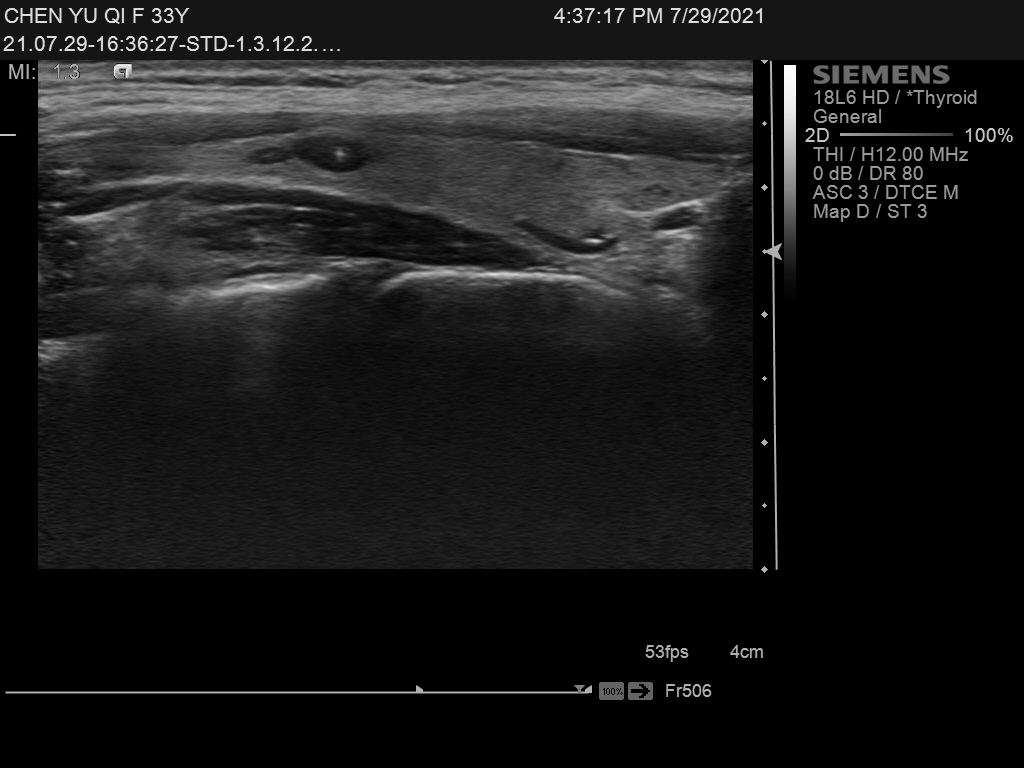 CHEN YU QI F 33Y
4:37:17 PM 7/29/2021
21.07.29-16:36:27-STD-1.3.12.2....
MI: 1.3
SIEMENS
18L6 HD / *Thyroid
General
2D 100%
THI / H12.00 MHz
0 dB / DR 80
ASC 3 / DTCE M
Map D / ST 3
53fps 4cm
100% Fr506